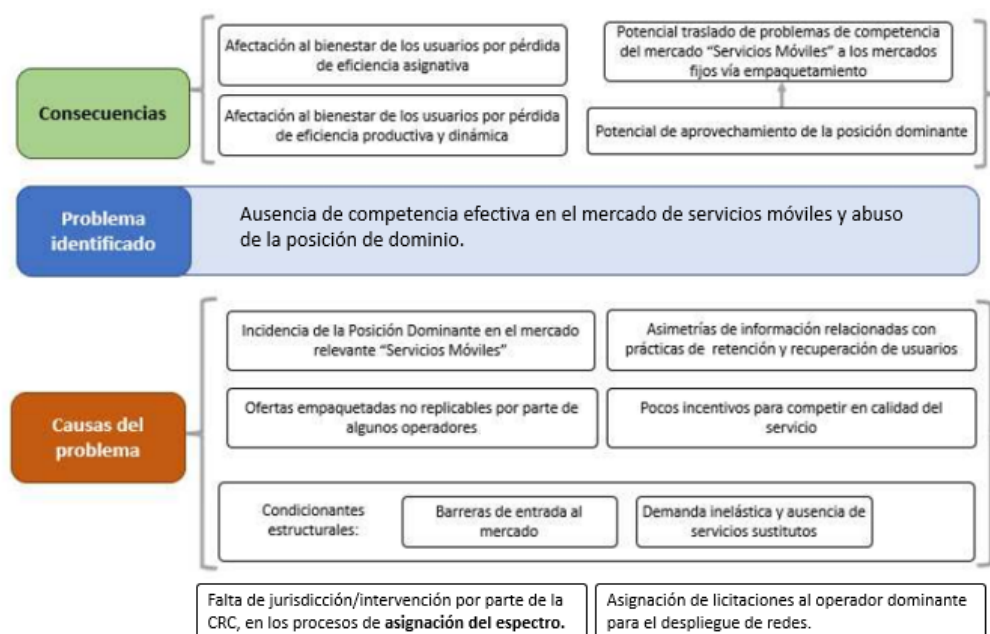 Consecuencias
Afectación al bienestar de los usuarios por pérdida
de eficiencia asignativa
Afectación al bienestar de los usuarios por pérdida
de eficiencia productiva y dinámica
Potencial traslado de problemas de competencia
del mercado “Servicios Móviles” a los mercados
fijos vía empaquetamiento
Potencial de aprovechamiento de la posición dominante
Problema
identificado
Ausencia de competencia efectiva en el mercado de servicios móviles y abuso
de la posición de dominio.
Causas del
problema
Incidencia de la Posición Dominante en el mercado
relevante “Servicios Móviles”
Asimetrías de información relacionadas con
prácticas de retención y recuperación de usuarios
Ofertas empaquetadas no replicables por parte de
algunos operadores
Pocos incentivos para competir en calidad del
servicio
Condicionantes
estructurales:
Barreras de entrada al
mercado
Demanda inelástica y ausencia de
servicios sustitutos
Falta de jurisdicción/intervención por parte de la
CRC, en los procesos de asignación del espectro.
Asignación de licitaciones al operador dominante
para el despliegue de redes.